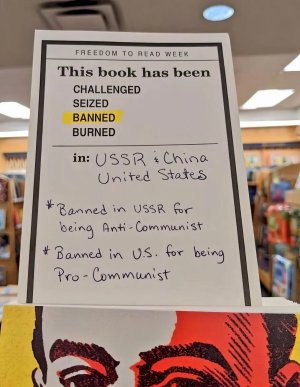 FREEDOM TO READ WEEK
This book has been
CHALLENGED
SEIZED
BANNED
BURNED
in: USSR & China
United States
* Banned in USSR for
being Anti-Communist
* Banned in U.S. for being
Pro-Communist